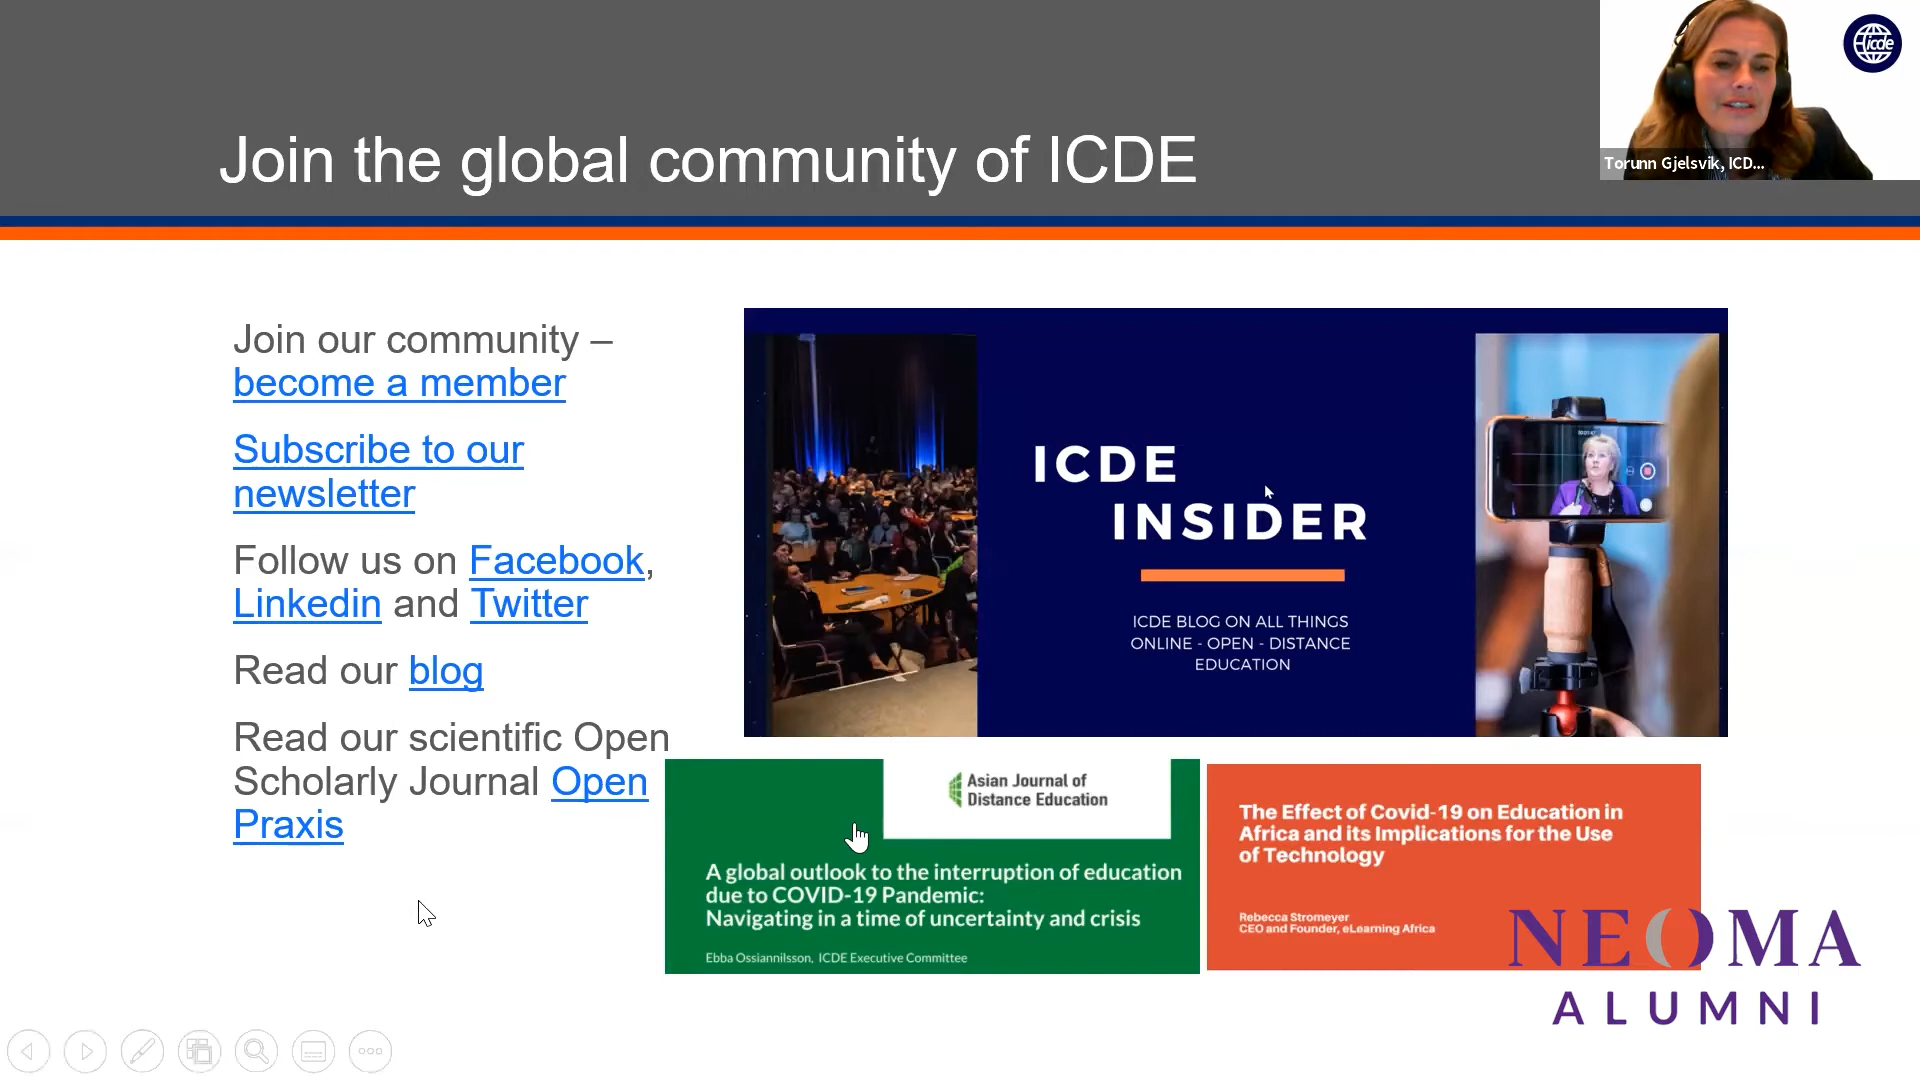 icde
Torunn Gjelsvik, ICD...
Join the global community of ICDE
Join our community –
become a member
Subscribe to our
newsletter
Follow us on Facebook,
Linkedin and Twitter
Read our blog
Read our scientific Open
Scholarly Journal Open
Praxis
ICDE
INSIDER
ICDE BLOG ON ALL THINGS
ONLINE - OPEN - DISTANCE
EDUCATION
Asian Journal of
Distance Education
A global outlook to the interruption of education
due to COVID-19 Pandemic:
Navigating in a time of uncertainty and crisis
Ebba Ossiannilsson, ICDE Executive Committee
The Effect of Covid-19 on Education in
Africa and its Implications for the Use
of Technology
Rebecca Stromeyer
CEO and Founder, eLearning Africa
NEOMA
ALUMNI